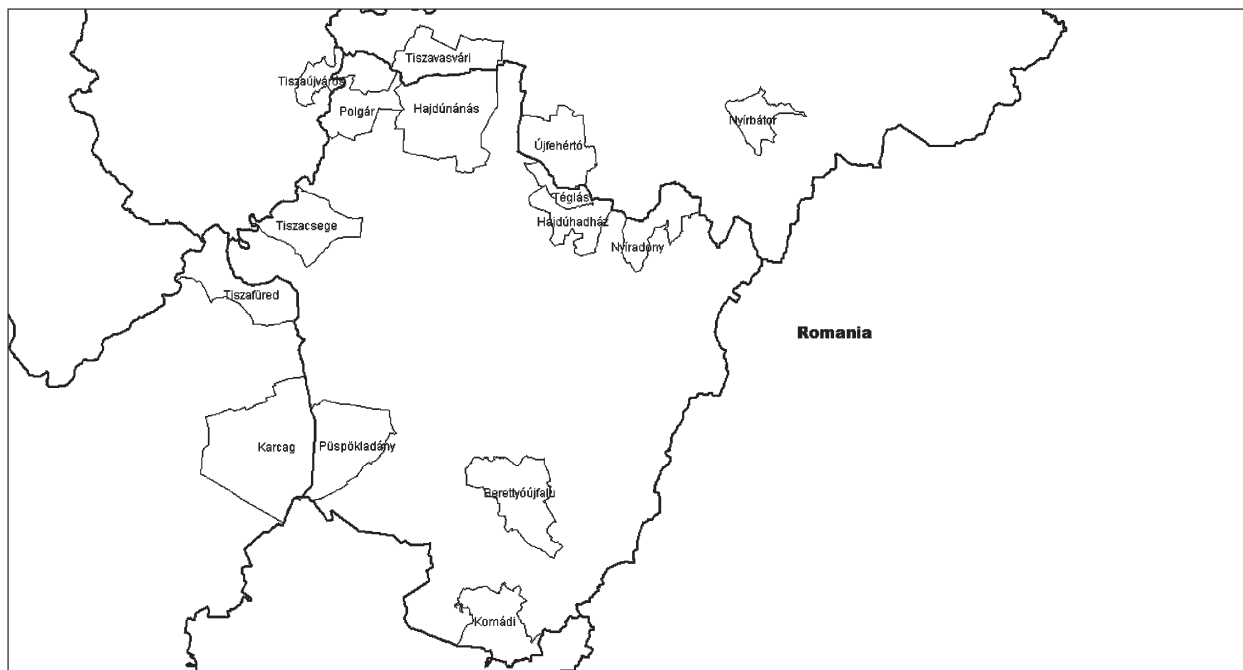 Tiszavasvári
Tiszaújváros
Polgár
Hajdúnánás
Nyírbátor
Újfehértó
Téglás
Hajdúhadház
Tiszacsege
Nyíradony
Tiszafüred
Romania
Karcag
Püspökladány
Berettyóújfalu
Komádi